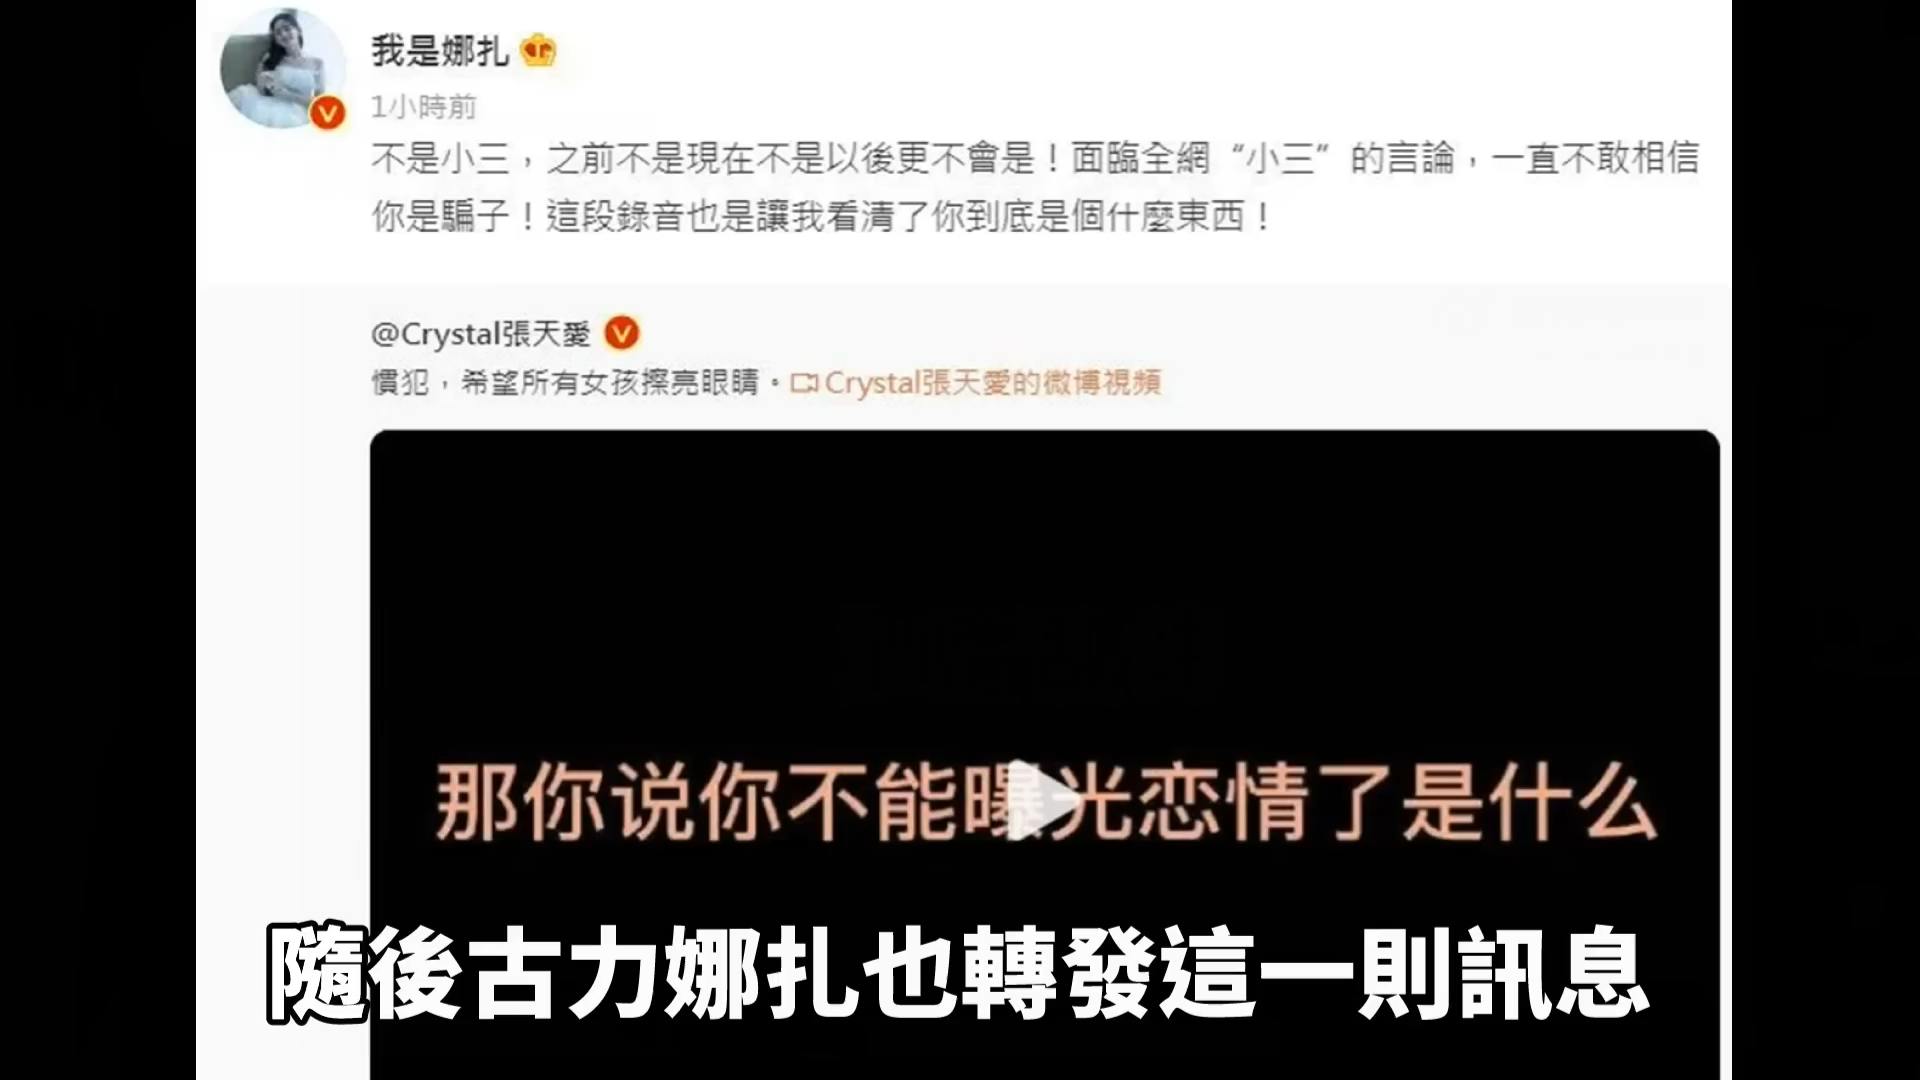 我是娜扎
1小時前
不是小三，之前不是現在不是以後更不會是！面臨全網“小三”的言論，一直不敢相信
你是騙子！這段錄音也是讓我看清了你到底是個什麼東西！
@Crystal張天愛
慣犯，希望所有女孩擦亮眼睛。Crystal張天愛的微博視頻
那你说你不能曝光恋情了是什么
隨後古力娜扎也轉發這一則訊息